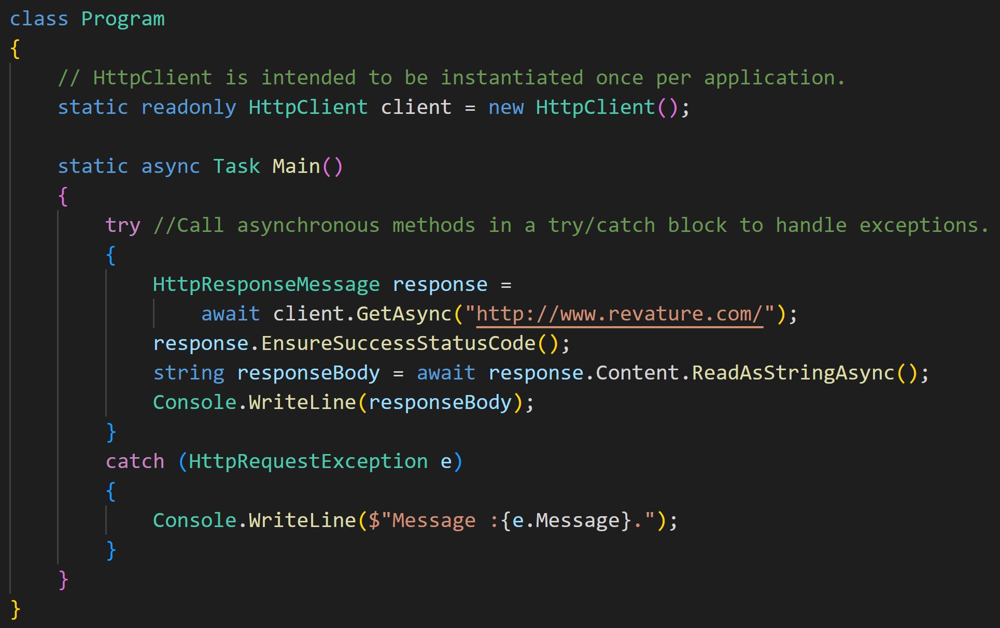 class Program
{
    // HttpClient is intended to be instantiated once per application.
    static readonly HttpClient client = new HttpClient();

    static async Task Main()
    {
        try //Call asynchronous methods in a try/catch block to handle exceptions.
        {
            HttpResponseMessage response =
                await client.GetAsync("http://www.revature.com/");
            response.EnsureSuccessStatusCode();
            string responseBody = await response.Content.ReadAsStringAsync();
            Console.WriteLine(responseBody);
        }
        catch (HttpRequestException e)
        {
            Console.WriteLine($"Message :{e.Message}.");
        }
    }
}